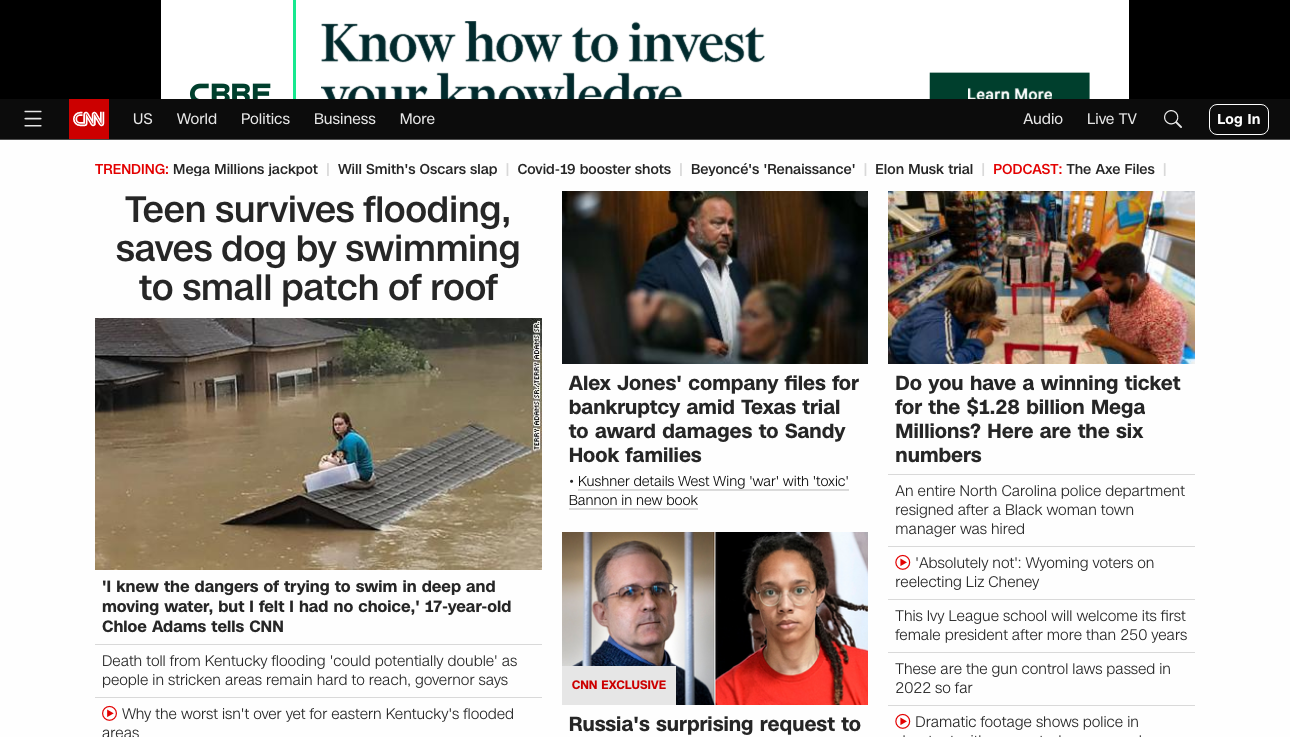 Know how to invest
your knowledge
CBRE
Learn More
CNN
US World Politics Business More
Audio Live TV Log In
TRENDING: Mega Millions jackpot | Will Smith's Oscars slap | Covid-19 booster shots | Beyoncé's 'Renaissance' | Elon Musk trial | PODCAST: The Axe Files |
Teen survives flooding,
saves dog by swimming
to small patch of roof
TERRY ADAMS SR./TERRY ADAMS SR.
'I knew the dangers of trying to swim in deep and
moving water, but I felt I had no choice,' 17-year-old
Chloe Adams tells CNN
Death toll from Kentucky flooding 'could potentially double' as
people in stricken areas remain hard to reach, governor says
Why the worst isn't over yet for eastern Kentucky's flooded
areas
Alex Jones' company files for
bankruptcy amid Texas trial
to award damages to Sandy
Hook families
• Kushner details West Wing 'war' with 'toxic'
Bannon in new book
CNN EXCLUSIVE
Russia's surprising request to
Do you have a winning ticket
for the $1.28 billion Mega
Millions? Here are the six
numbers
An entire North Carolina police department
resigned after a Black woman town
manager was hired
'Absolutely not': Wyoming voters on
reelecting Liz Cheney
This Ivy League school will welcome its first
female president after more than 250 years
These are the gun control laws passed in
2022 so far
Dramatic footage shows police in